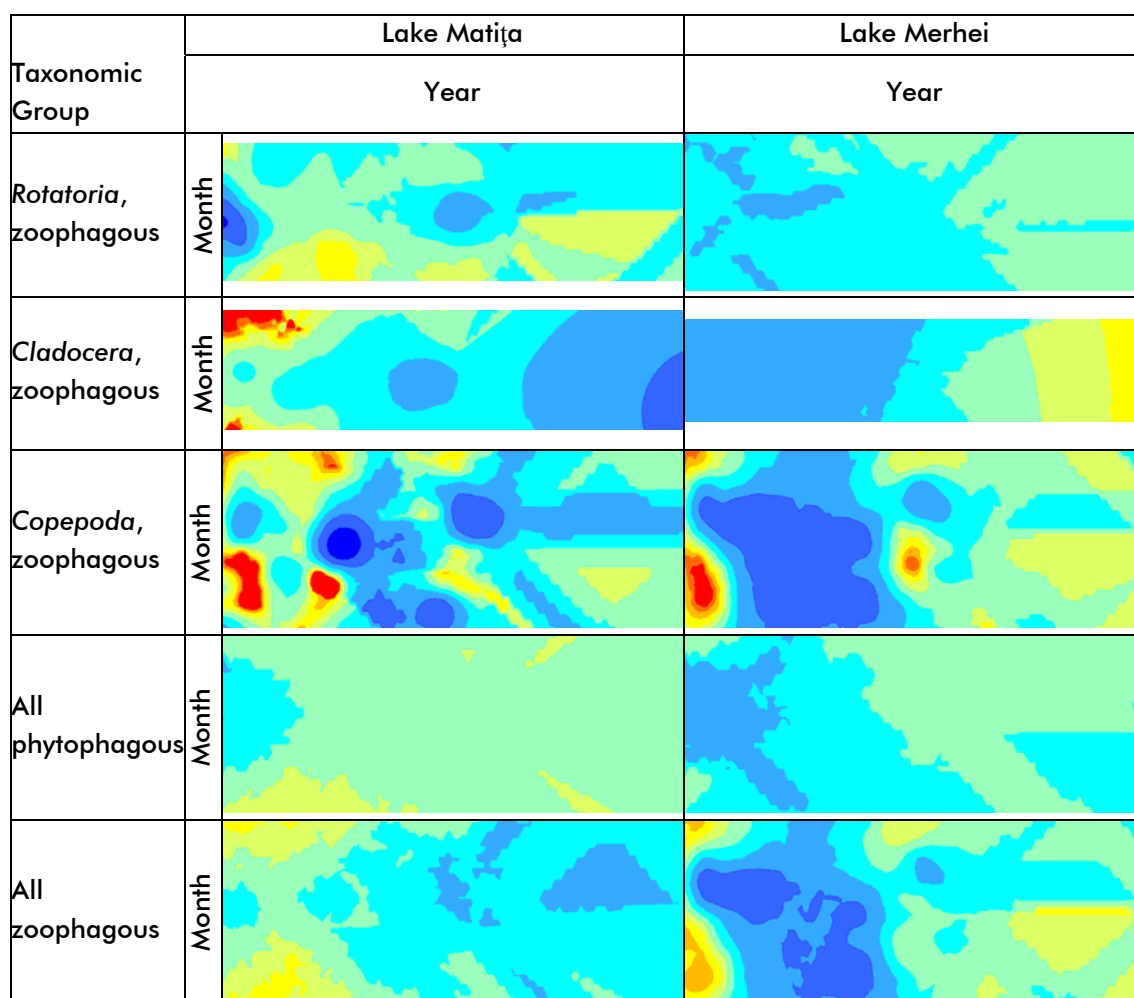 Lake Matiţa
Lake Merhei
Taxonomic
Group
Year
Year
Rotatoria,
zoophagous
Month
Cladocera,
zoophagous
Month
Copepoda,
zoophagous
Month
All
phytophagous
Month
All
zoophagous
Month